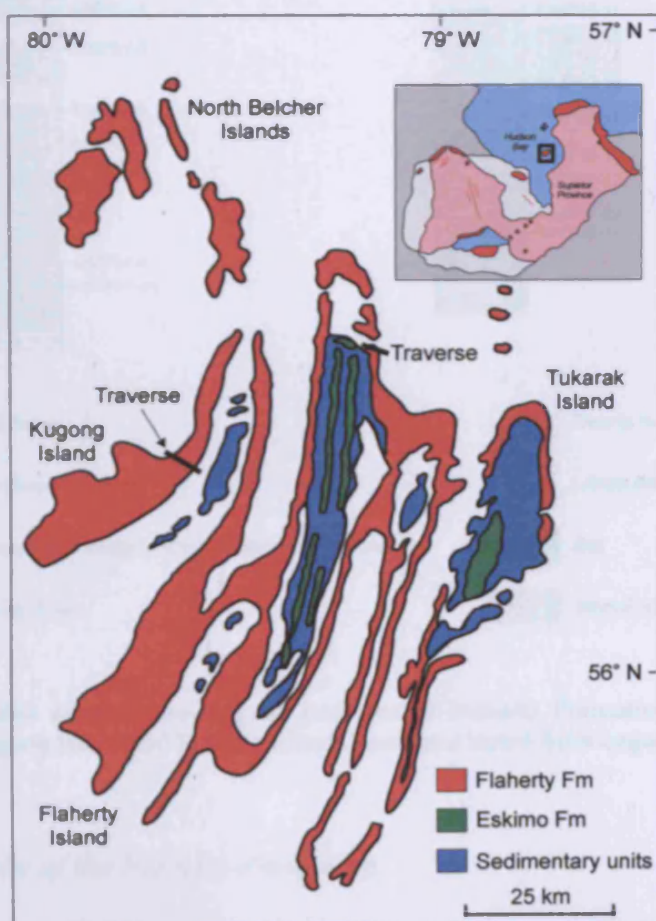 80° W
79° W
57° N
North Belcher
Islands
Hudson
Bay
Superior
Province
Traverse
Tukarak
Island
Traverse
Kugong
Island
56° N
Flaherty Fm
Eskimo Fm
Sedimentary units
Flaherty
Island
25 km